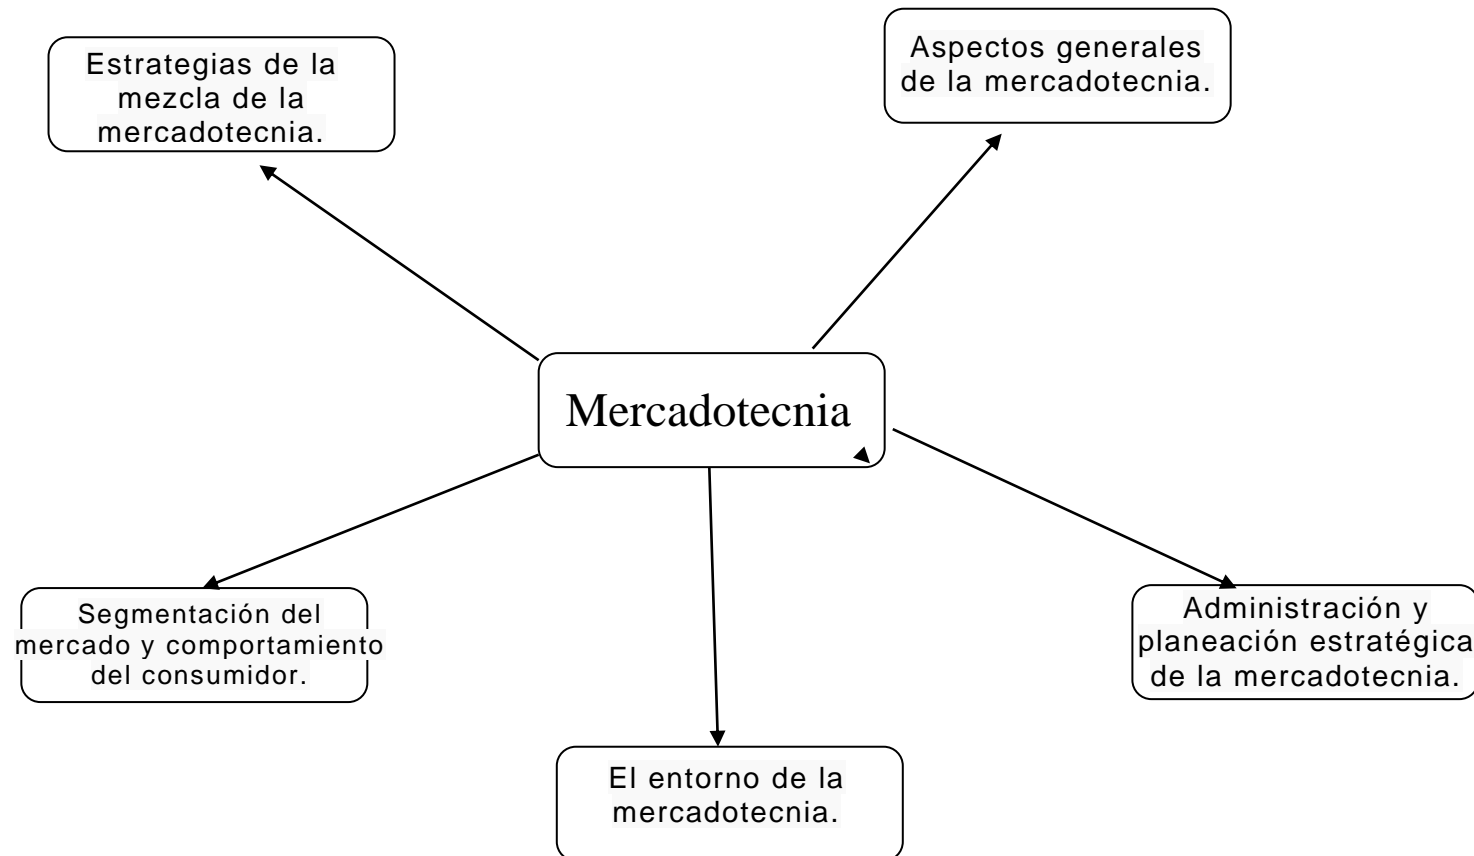 Estrategias de la
mezcla de la
mercadotecnia.
Aspectos generales
de la mercadotecnia.
Mercadotecnia
Segmentación del
mercado y comportamiento
del consumidor.
Administración y
planeación estratégica
de la mercadotecnia.
El entorno de la
mercadotecnia.